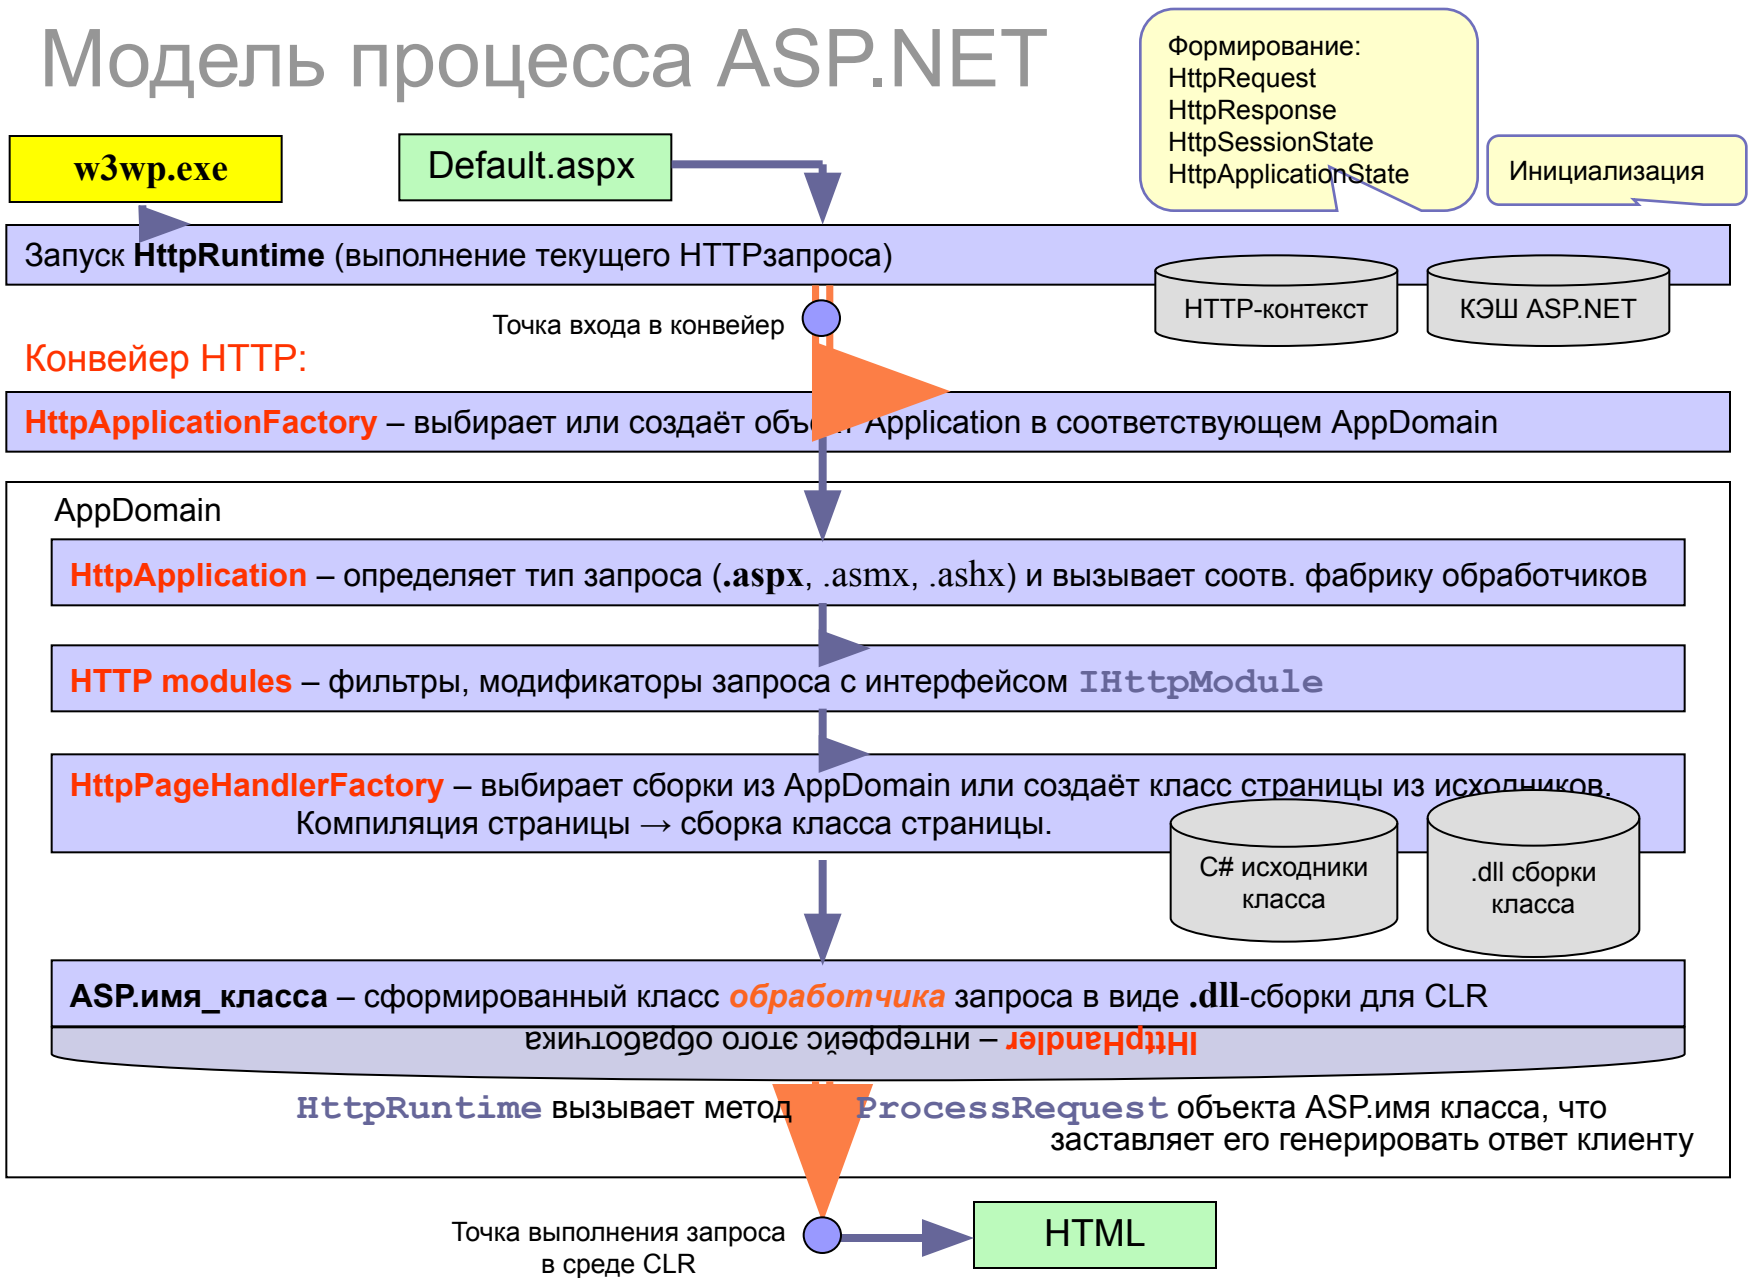 Модель процесса ASP.NET
Формирование:
HttpRequest
HttpResponse
HttpSessionState
HttpApplicationState
Инициализация
w3wp.exe
Default.aspx
Запуск HttpRuntime (выполнение текущего HTTPзапроса)
HTTP-контекст
КЭШ ASP.NET
Точка входа в конвейер
Конвейер HTTP:
HttpApplicationFactory – выбирает или создаёт объект Application в соответствующем AppDomain
AppDomain
HttpApplication – определяет тип запроса (.aspx, .asmx, .ashx) и вызывает соотв. фабрику обработчиков
HTTP modules – фильтры, модификаторы запроса с интерфейсом IHttpModule
HttpPageHandlerFactory – выбирает сборки из AppDomain или создаёт класс страницы из исходников.
Компиляция страницы → сборка класса страницы.
C# исходники
класса
.dll сборки
класса
ASP.имя_класса – сформированный класс обработчика запроса в виде .dll-сборки для CLR
IHttpHandler – интерфейс этого обработчика
HttpRuntime вызывает метод ProcessRequest объекта ASP.имя класса, что
заставляет его генерировать ответ клиенту
Точка выполнения запроса
в среде CLR
HTML